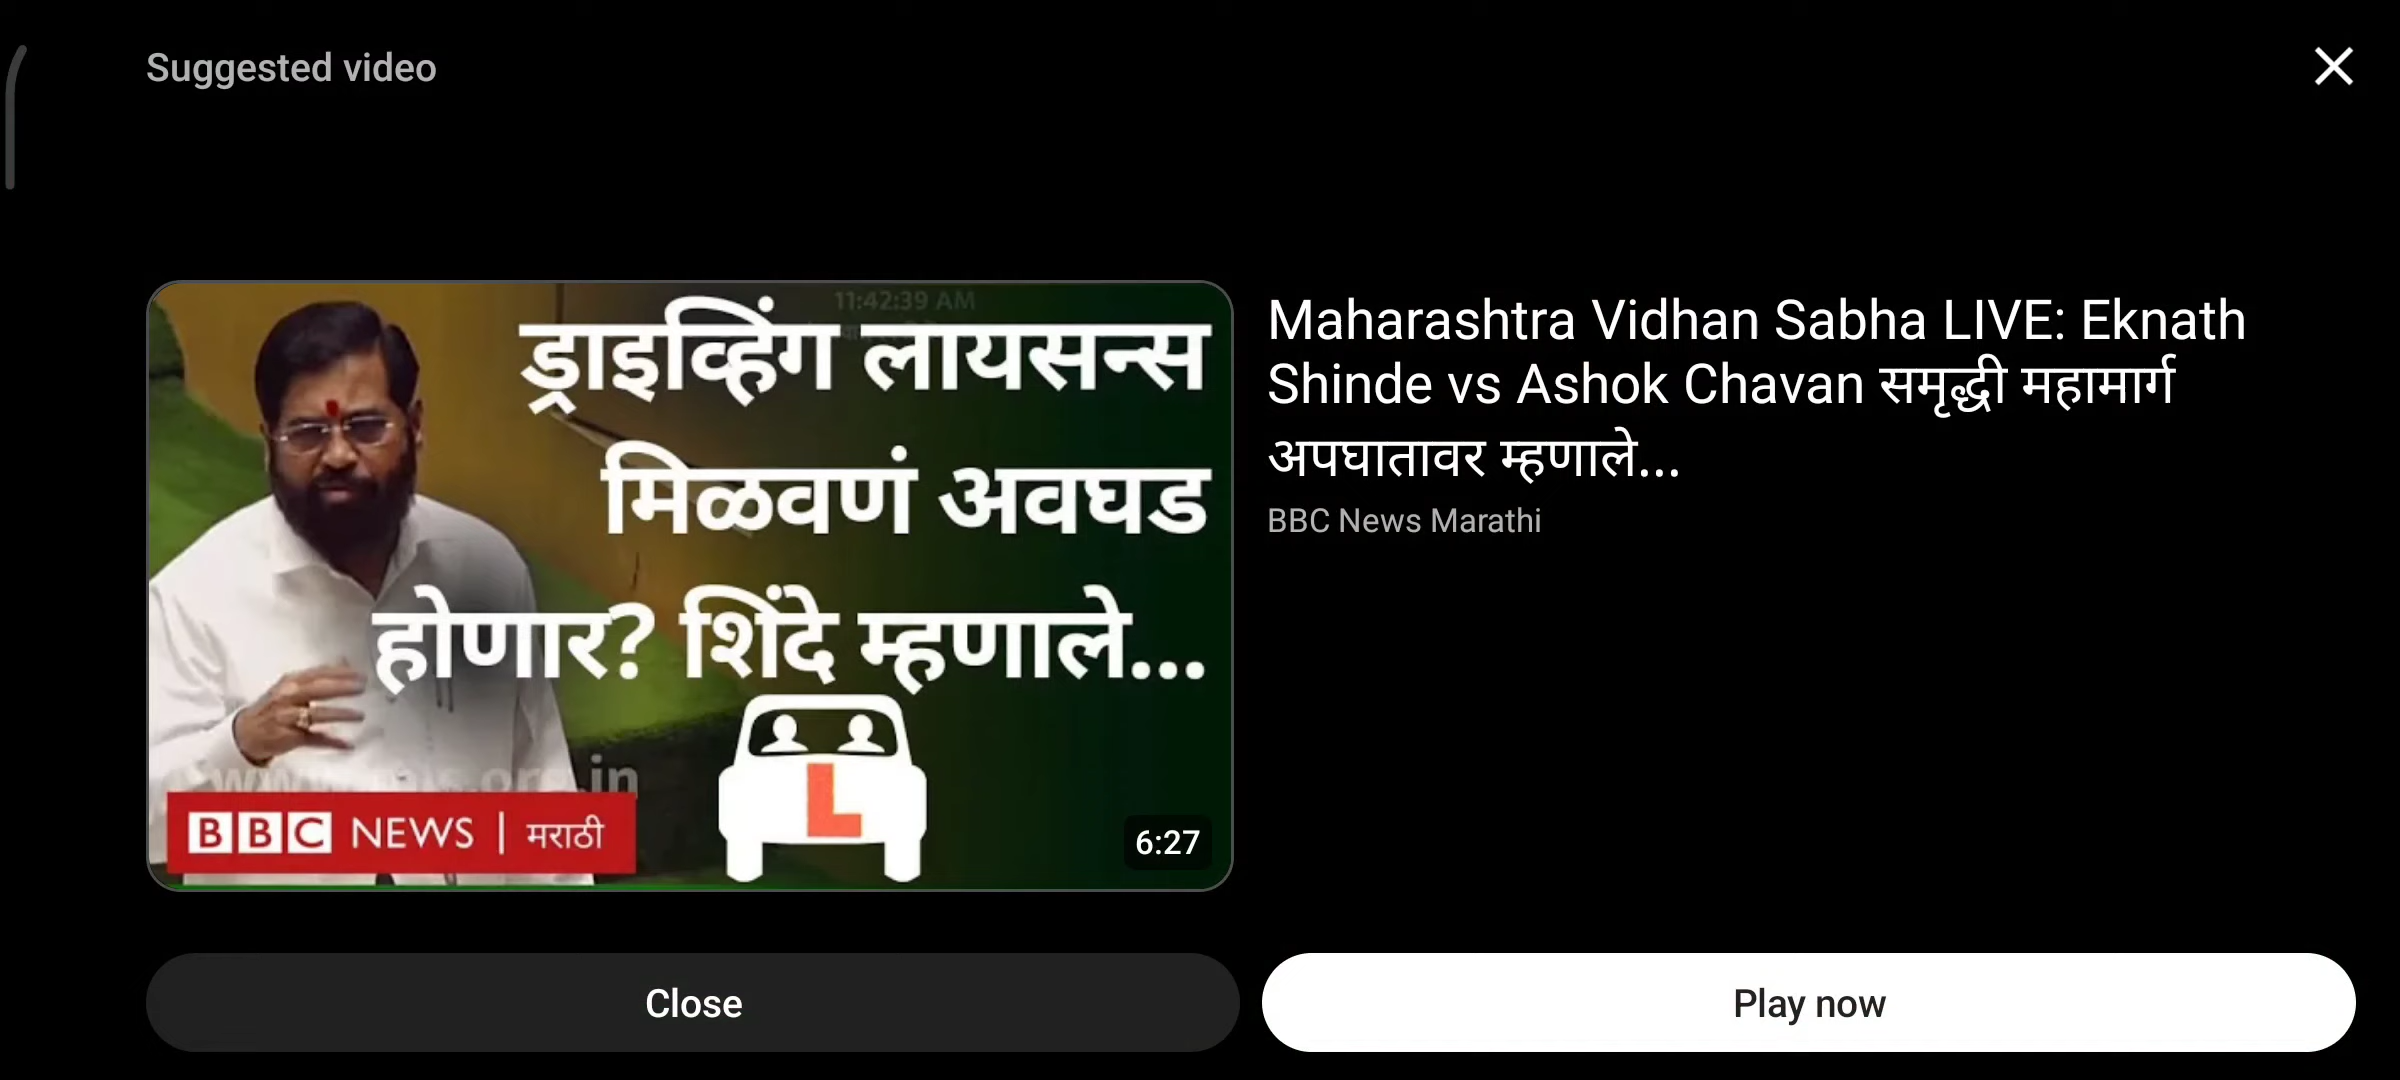 Suggested video
11:42:39 AM
ड्राइव्हिंग लायसन्स
मिळवणं अवघड
होणार? शिंदे म्हणाले...
L
BBC NEWS | मराठी
6:27
Maharashtra Vidhan Sabha LIVE: Eknath
Shinde vs Ashok Chavan समृद्धी महामार्ग
अपघातावर म्हणाले...
BBC News Marathi
Close
Play now